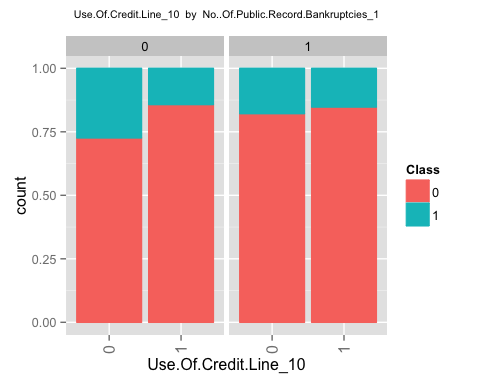 Use.Of.Credit.Line_10 by No..Of.Public.Record.Bankruptcies_1
0 1
1.00
0.75
0.50
0.25
0.00
count
0 1 0 1
Use.Of.Credit.Line_10
Class
0
1